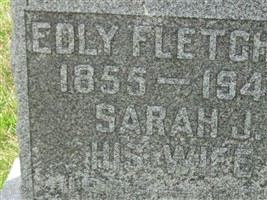 EDLY FLETCH
1855—194
SARAH J.
HIS WIFE